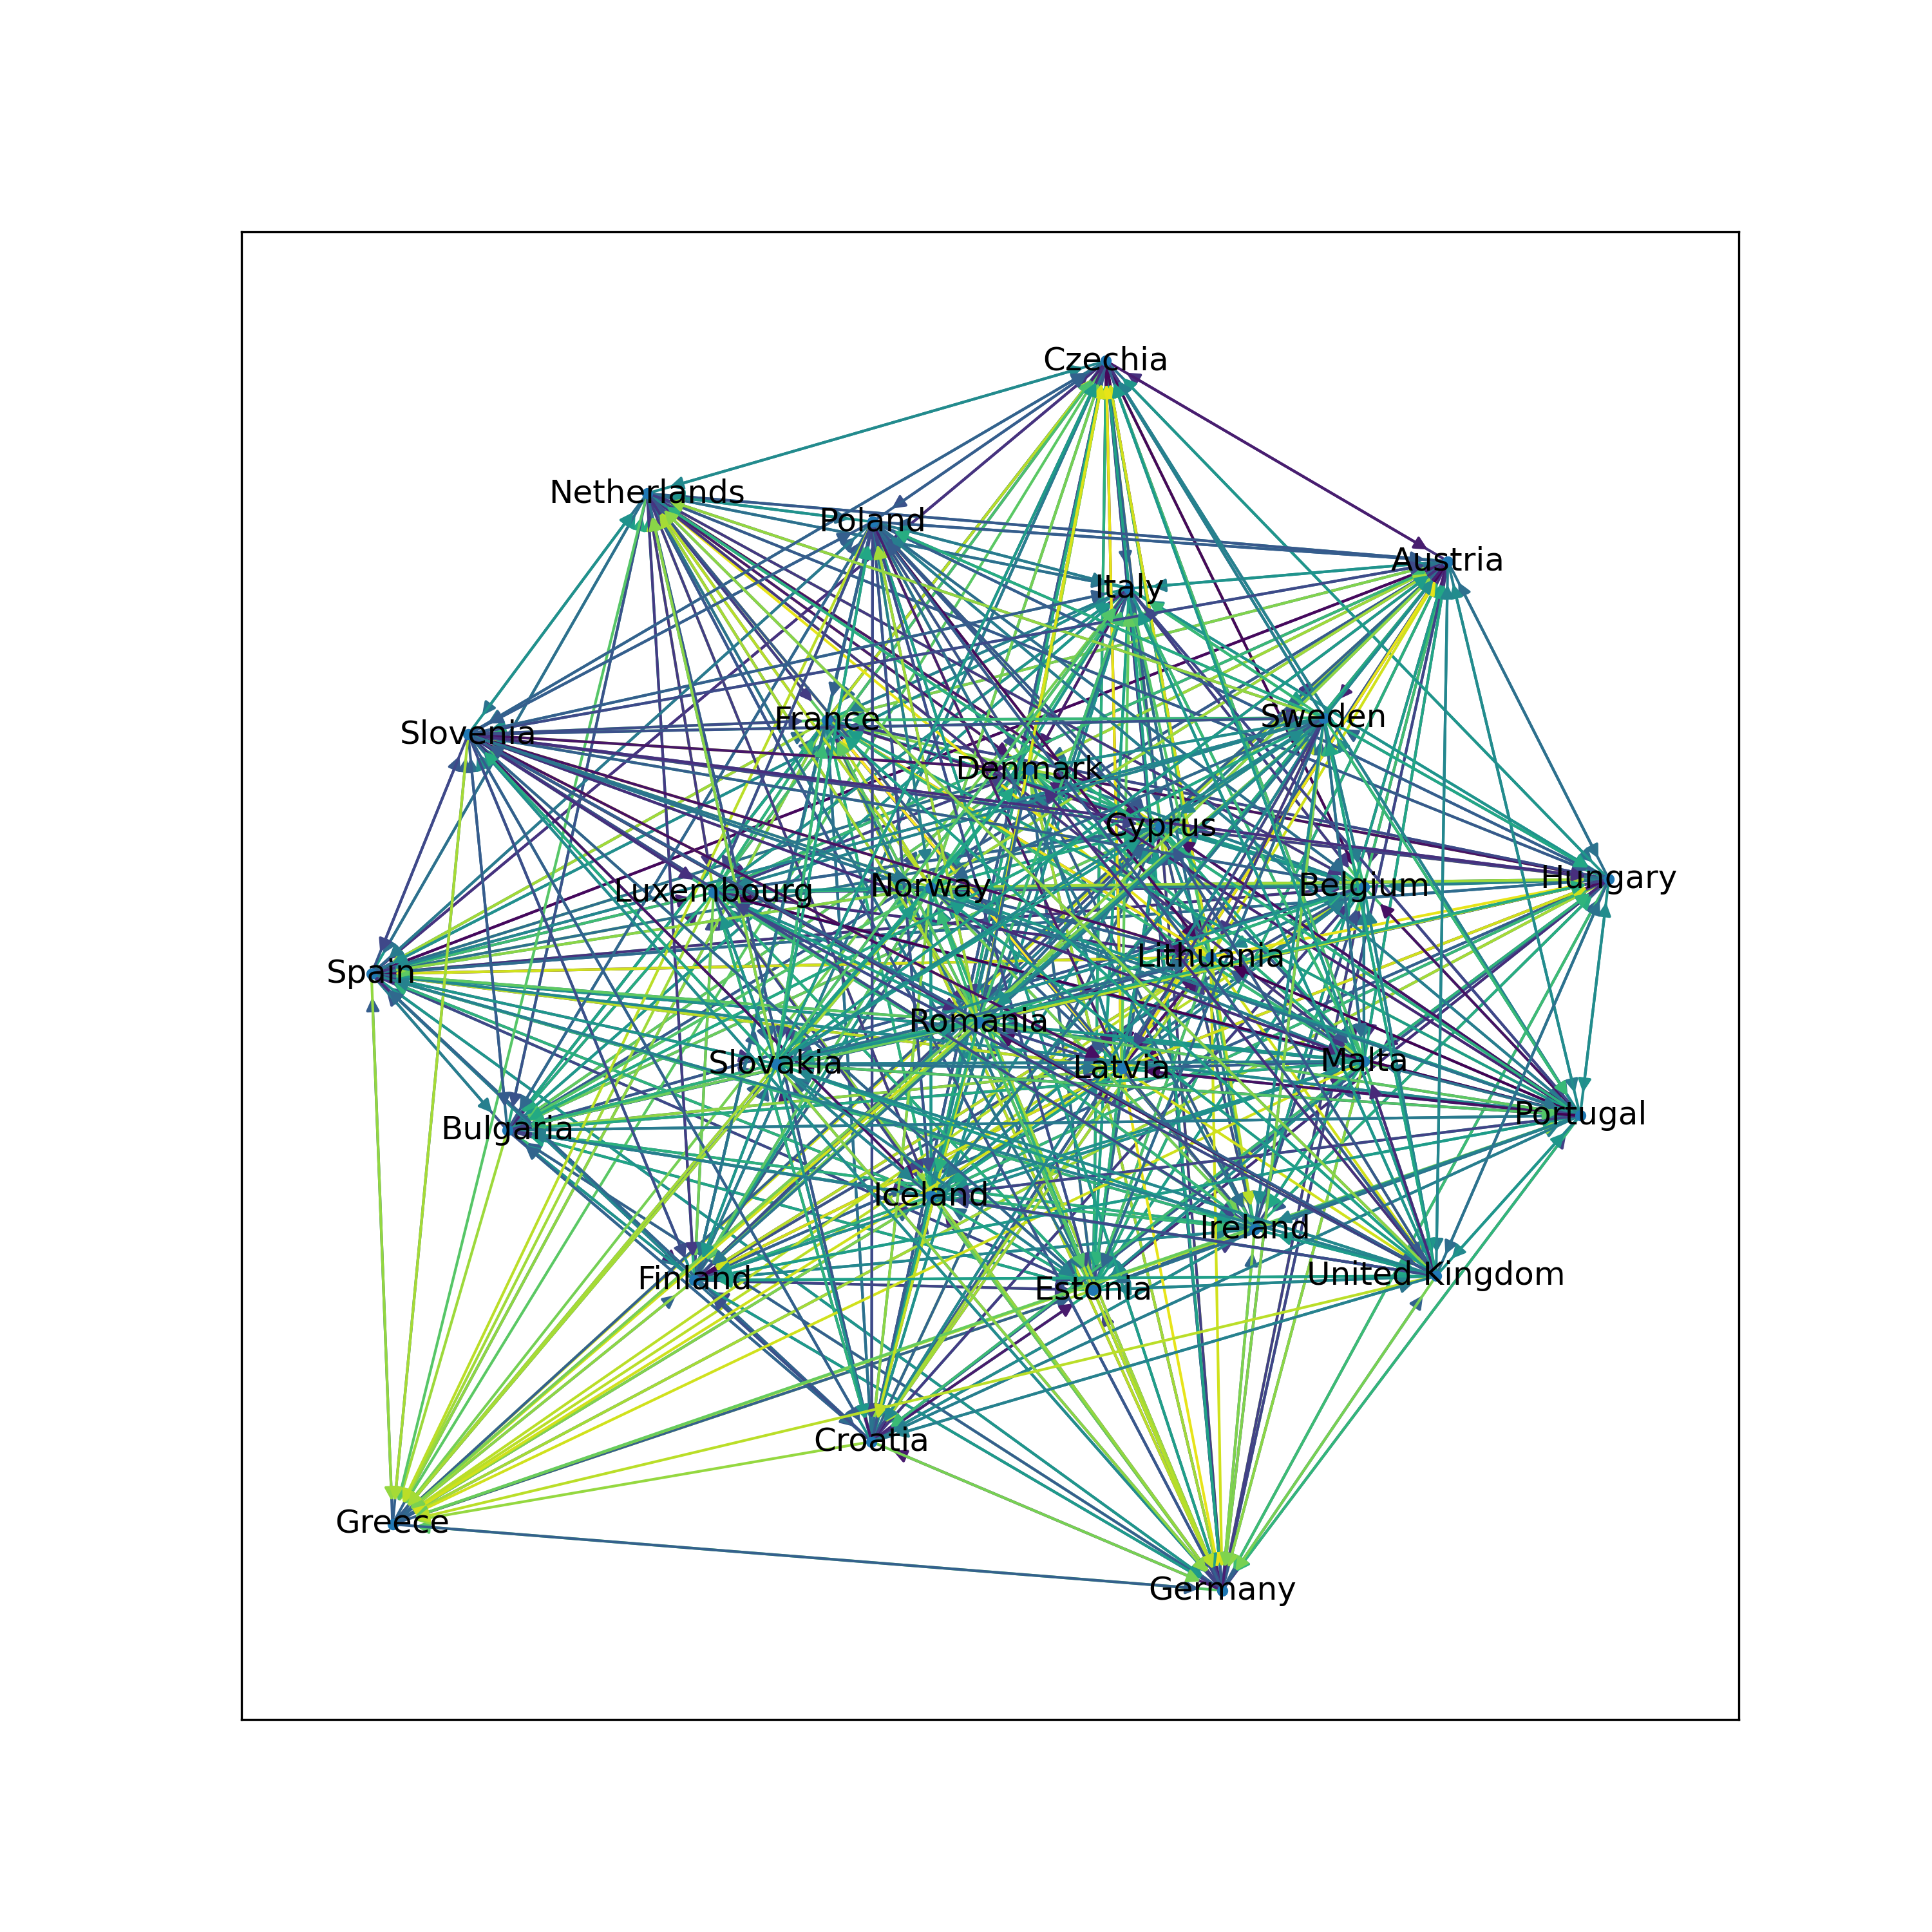 Czechia
Netherlands
Poland
Austria
Italy
Sweden
France
Slovenia
Denmark
Cyprus
Hungary
Belgium
Norway
Luxembourg
Lithuania
Spain
Romania
Malta
Slovakia
Latvia
Portugal
Bulgaria
Iceland
Ireland
United Kingdom
Finland
Estonia
Croatia
Greece
Germany